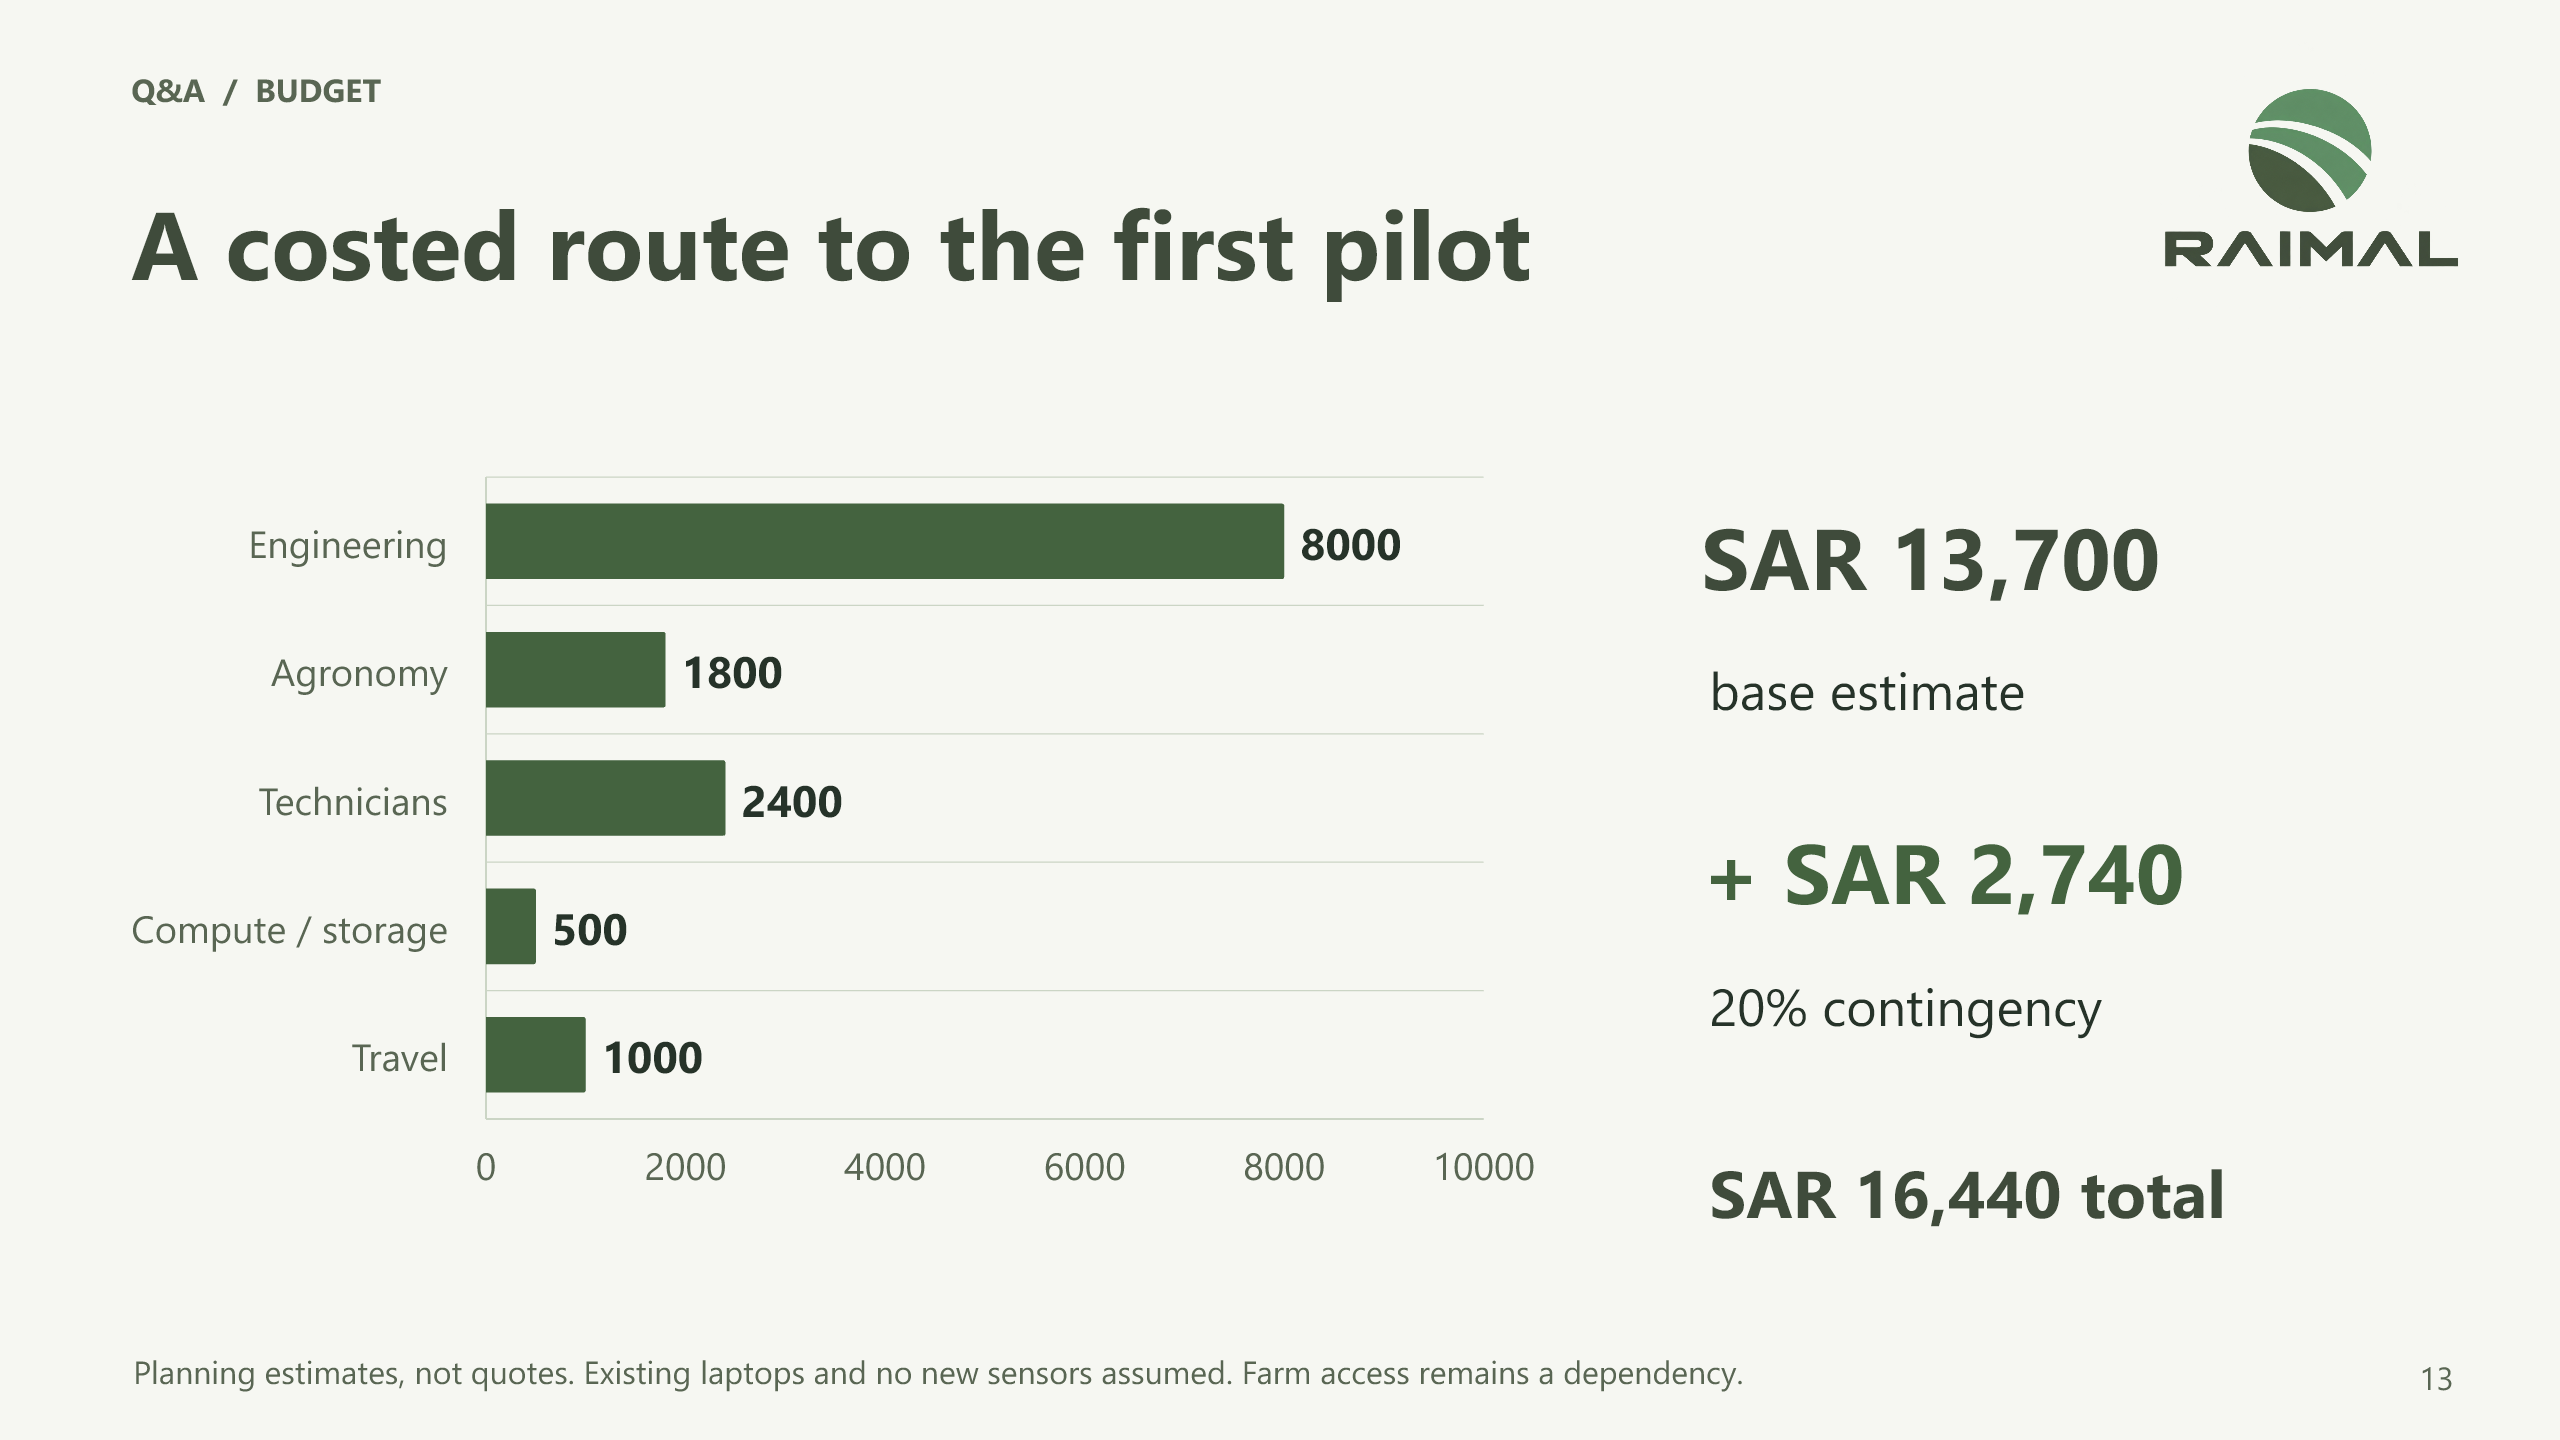 Q&A / BUDGET
RAIMAL
A costed route to the first pilot
Engineering 8000
Agronomy 1800
Technicians 2400
Compute / storage 500
Travel 1000
0 2000 4000 6000 8000 10000
SAR 13,700
base estimate
+ SAR 2,740
20% contingency
SAR 16,440 total
Planning estimates, not quotes. Existing laptops and no new sensors assumed. Farm access remains a dependency.
13